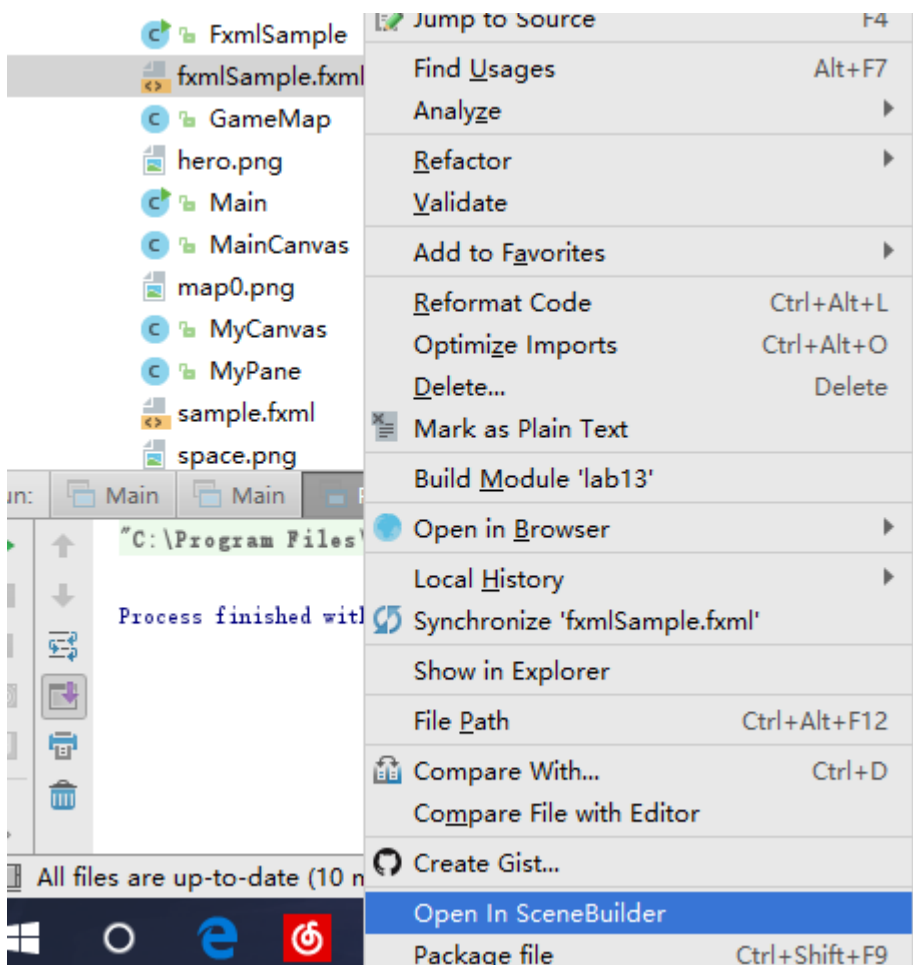 FxmlSample
fxmlSample.fxml
GameMap
hero.png
Main
MainCanvas
map0.png
MyCanvas
MyPane
sample.fxml
space.png
Main
Main
"C:\Program Files\
Process finished with
All files are up-to-date (10
Jump to Source F4
Find Usages Alt+F7
Analyze
Refactor
Validate
Add to Favorites
Reformat Code Ctrl+Alt+L
Optimize Imports Ctrl+Alt+O
Delete... Delete
Mark as Plain Text
Build Module 'lab13'
Open in Browser
Local History
Synchronize 'fxmlSample.fxml'
Show in Explorer
File Path Ctrl+Alt+F12
Compare With... Ctrl+D
Compare File with Editor
Create Gist...
Open In SceneBuilder
Package file Ctrl+Shift+F9